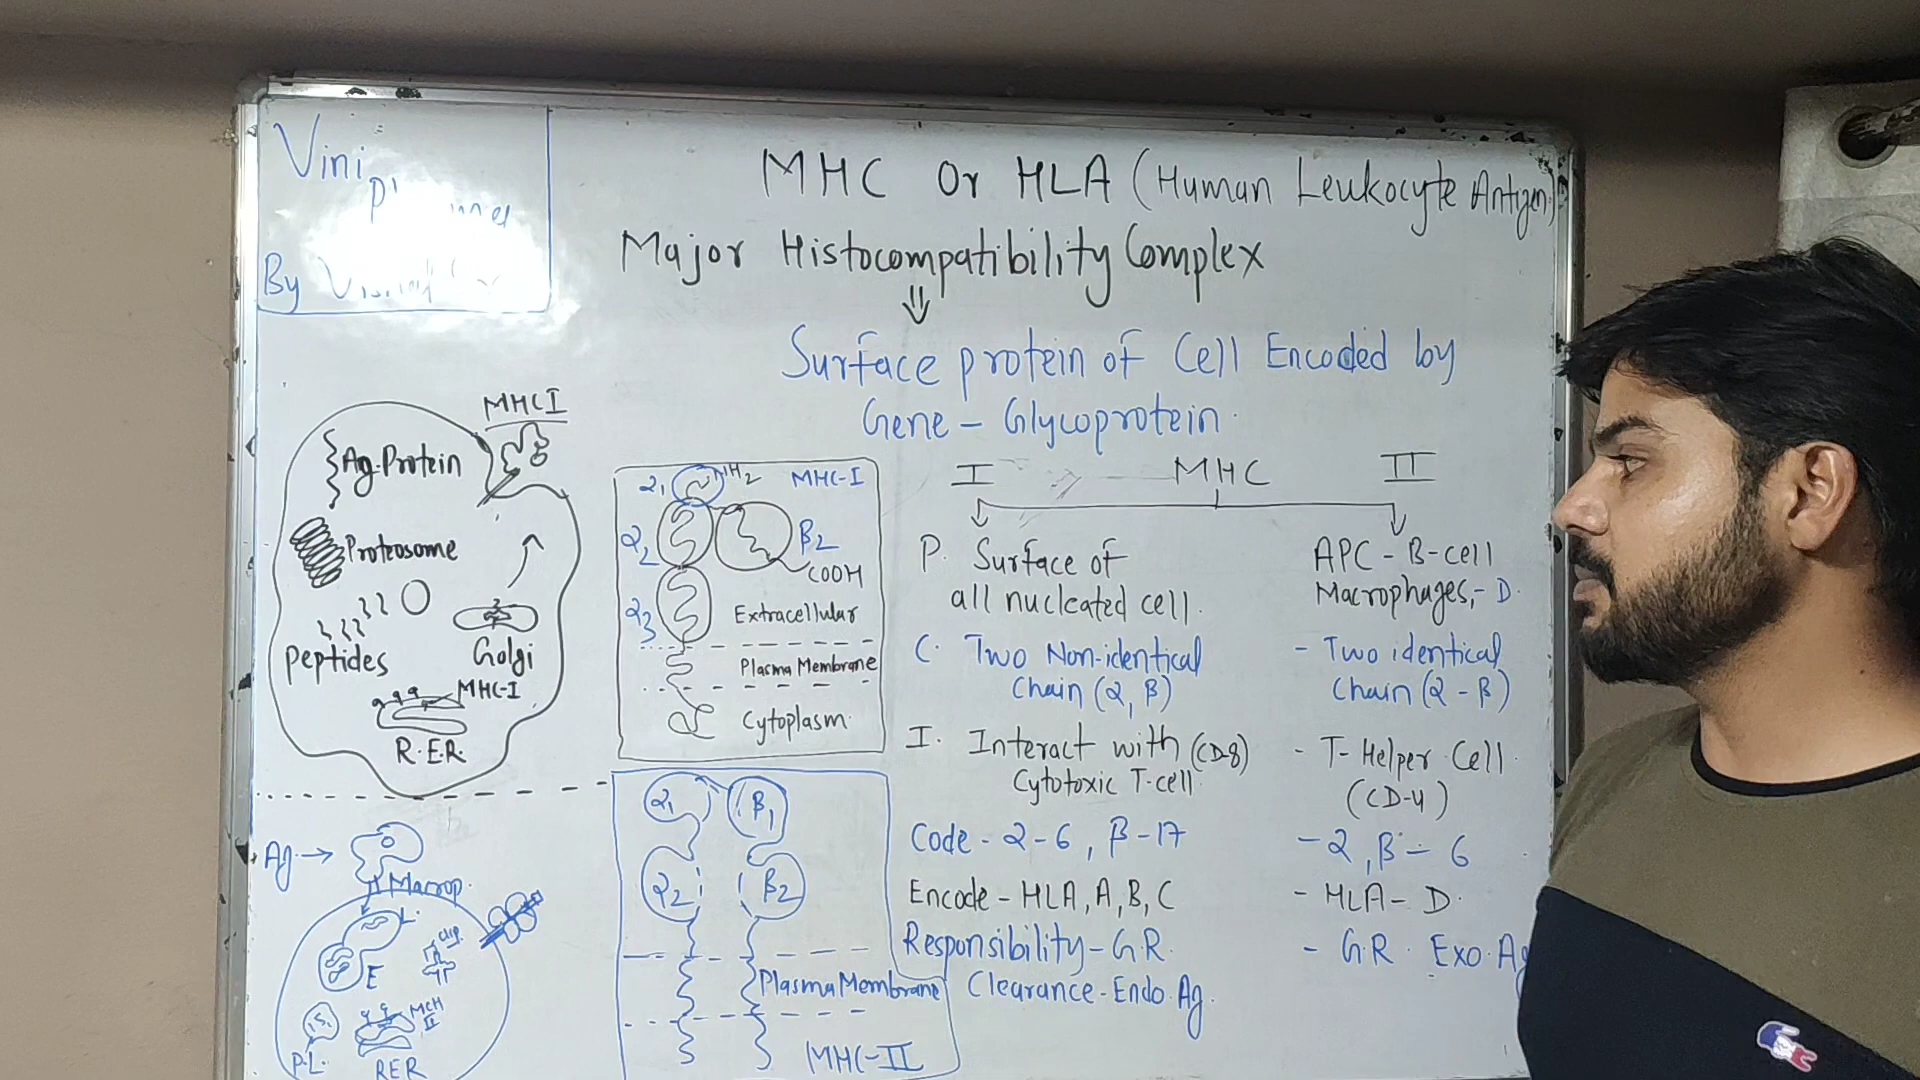 Vini
By
MHC Or HLA (Human Leukocyte Antigen)
Major Histocompatibility Complex
⇓
Surface protein of Cell Encoded by
Gene - Glycoprotein.
MHC I
Ag.Protein
Proteosome
Peptides
Golgi
MHC-I
R.E.R.
Ag →
Macrop.
L.
clip.
E
MCH
II
P.L.
RER
α1
NH2
MHC-I
α2
β2
COOH
α3
Extracellular
Plasma Membrane
Cytoplasm
α1 β1
α2 β2
Plasma Membrane
MHC-II
I MHC II
P. Surface of
all nucleated cell.
APC - B-cell
Macrophages, - D.
C. Two Non-identical
Chain (α, β)
- Two identical
Chain (α - β)
I. Interact with (CD-8)
Cytotoxic T-cell
- T-Helper Cell.
(CD-4)
Code - α-6, β-17
- α, β - 6
Encode - HLA, A, B, C
- HLA- D.
Responsibility - G.R.
- G.R. Exo. Ag
Clearance - Endo. Ag.